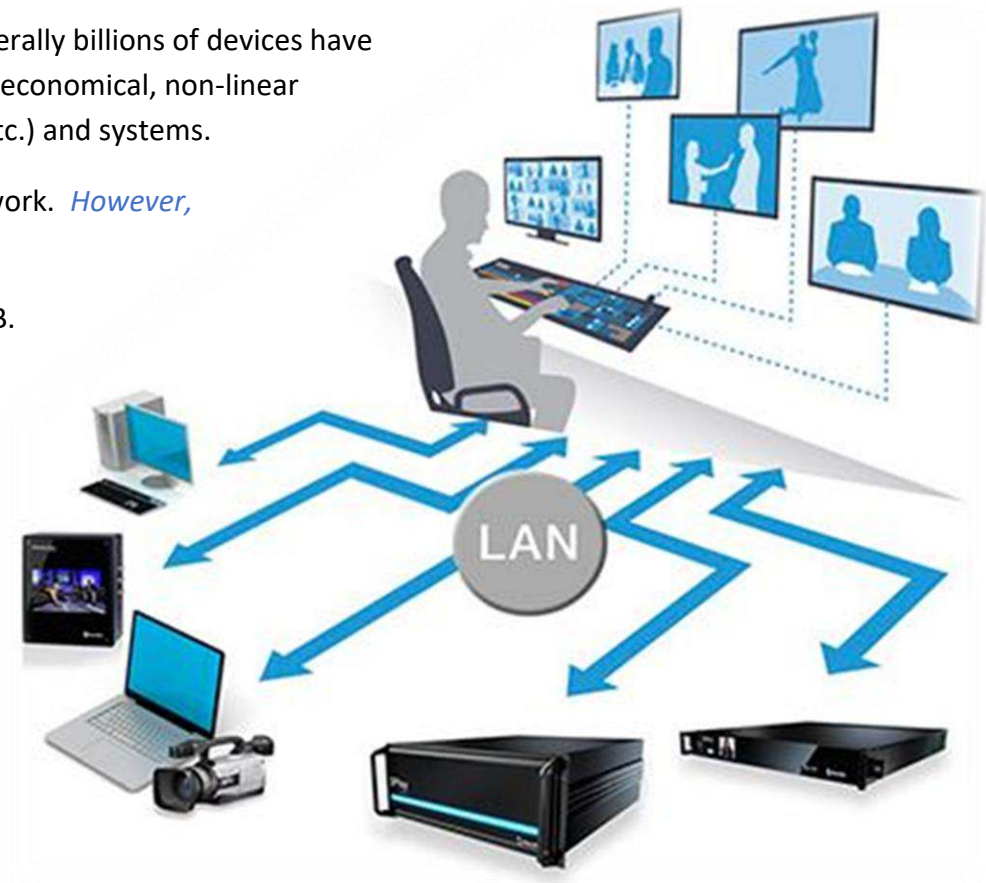 erally billions of devices have
economical, non-linear
tc.) and systems.
work. However,
3.
LAN